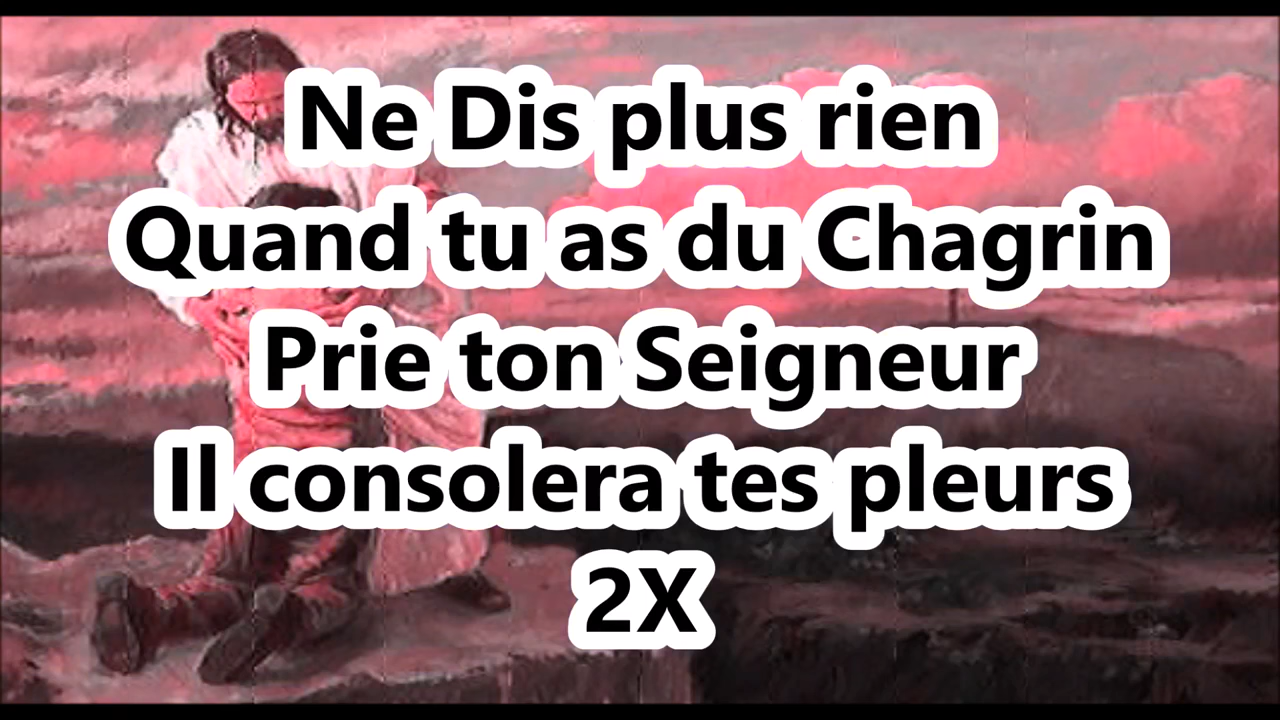 Ne Dis plus rien
Quand tu as du Chagrin
Prie ton Seigneur
Il consolera tes pleurs
2X